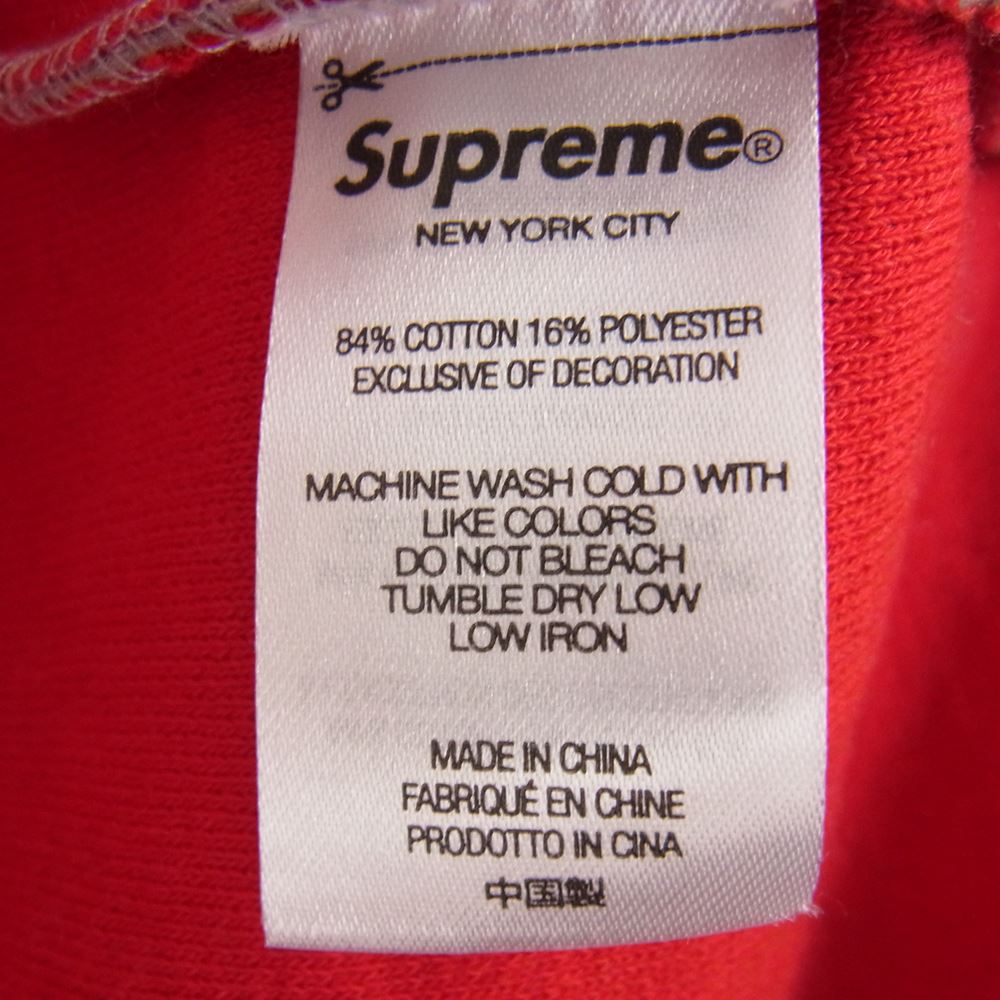 Supreme®
NEW YORK CITY
84% COTTON 16% POLYESTER
EXCLUSIVE OF DECORATION
MACHINE WASH COLD WITH
LIKE COLORS
DO NOT BLEACH
TUMBLE DRY LOW
LOW IRON
MADE IN CHINA
FABRIQUÉ EN CHINE
PRODOTTO IN CINA
中国製